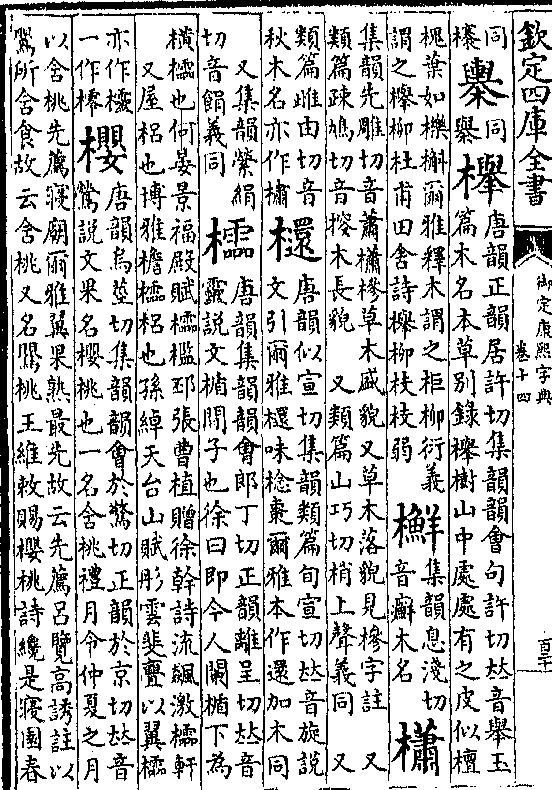 欽定四庫全書
御定康熙字典
卷十四
同
同
欅
唐韻正韻居許切集韻韻會句許切𠀤音舉玉
篇木名本草別錄欅樹山中處處有之皮似檀
槐葉如櫟槲爾雅釋木謂之柜柳衍義
謂之欅柳杜甫田舍詩欅柳枝枝弱
集韻息淺切
音癬木名
櫹
集韻先雕切音蕭櫹槮草木盛貌又草木落貌見槮字註 又
類篇疎鳩切音搜木長貌 又類篇山巧切梢上聲義同 又
類篇雌由切音
秋木名亦作橚
唐韻似宣切集韻類篇旬宣切𠀤音旋說
文引爾雅味棯棗爾雅本作還加木同
又集韻縈絹
切音餶義同
櫺
唐韻集韻韻會郎丁切正韻離呈切𠀤音
靈說文楯閒子也徐曰即今人闌楯下為
橫櫺也何晏景福殿賦櫺檻邳張曹植贈徐幹詩流飆激櫺軒
又屋梠也博雅櫩櫺梠也孫綽天台山賦彤雲斐亹以翼櫺
亦作欞
一作檽
櫻
唐韻烏莖切集韻韻會於驚切正韻於京切𠀤音
鶯說文果名櫻桃也一名含桃禮月令仲夏之月
以含桃先薦寢廟爾雅翼果熟最先故云先薦呂覽高誘註以
鶯所含食故云含桃又名鶯桃王維敕賜櫻桃詩纔是寢園春